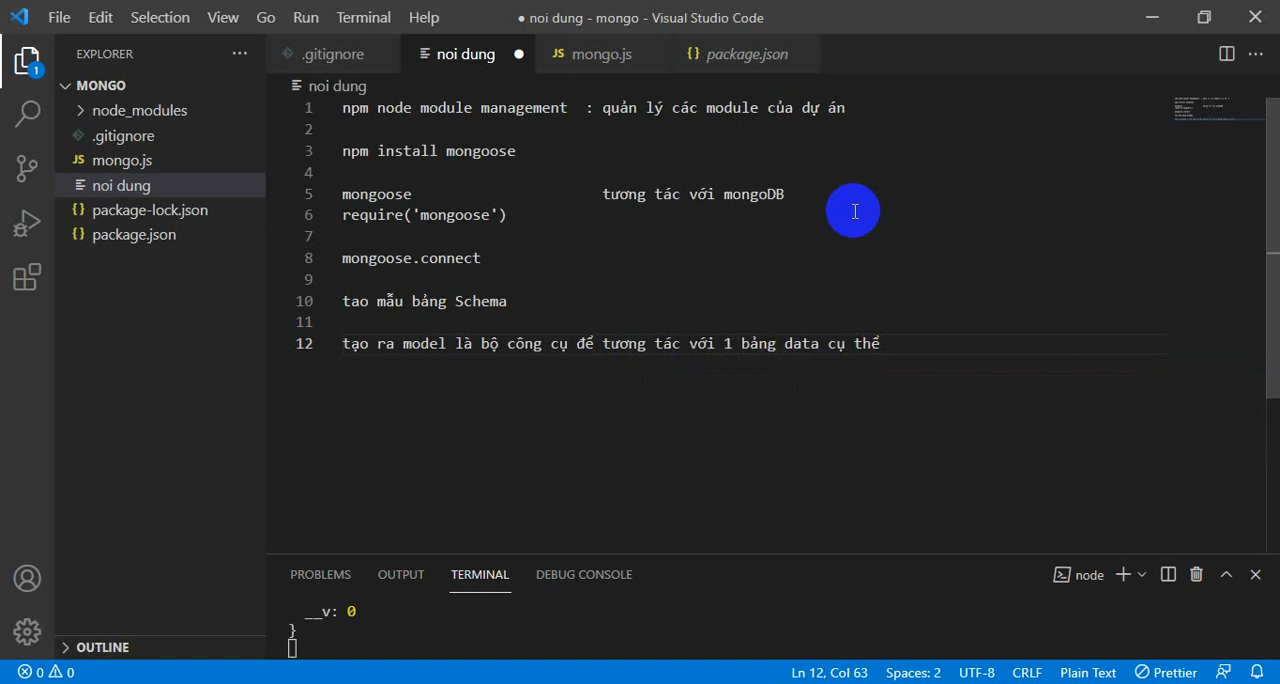 File Edit Selection View Go Run Terminal Help
● noi dung - mongo - Visual Studio Code
EXPLORER
.gitignore
noi dung
JS mongo.js
{} package.json
1
MONGO
node_modules
.gitignore
JS mongo.js
noi dung
{} package-lock.json
{} package.json
OUTLINE
noi dung
1 npm node module management : quản lý các module của dự án
2
3 npm install mongoose
4
5 mongoose tương tác với mongoDB
6 require('mongoose')
7
8 mongoose.connect
9
10 tao mẫu bảng Schema
11
12 tạo ra model là bộ công cụ để tương tác với 1 bảng data cụ thể
PROBLEMS OUTPUT TERMINAL DEBUG CONSOLE
node
__v: 0
}
0 0
Ln 12, Col 63 Spaces: 2 UTF-8 CRLF Plain Text Prettier